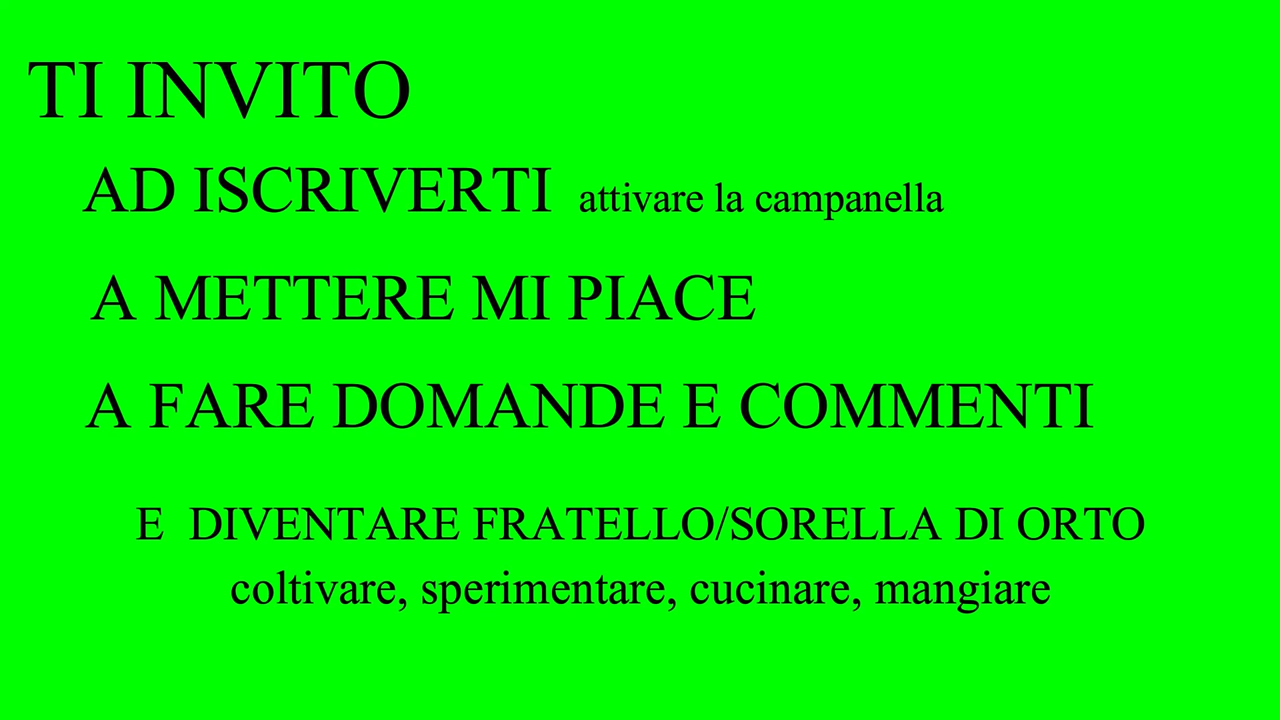 TI INVITO
AD ISCRIVERTI attivare la campanella
A METTERE MI PIACE
A FARE DOMANDE E COMMENTI
E DIVENTARE FRATELLO/SORELLA DI ORTO
coltivare, sperimentare, cucinare, mangiare